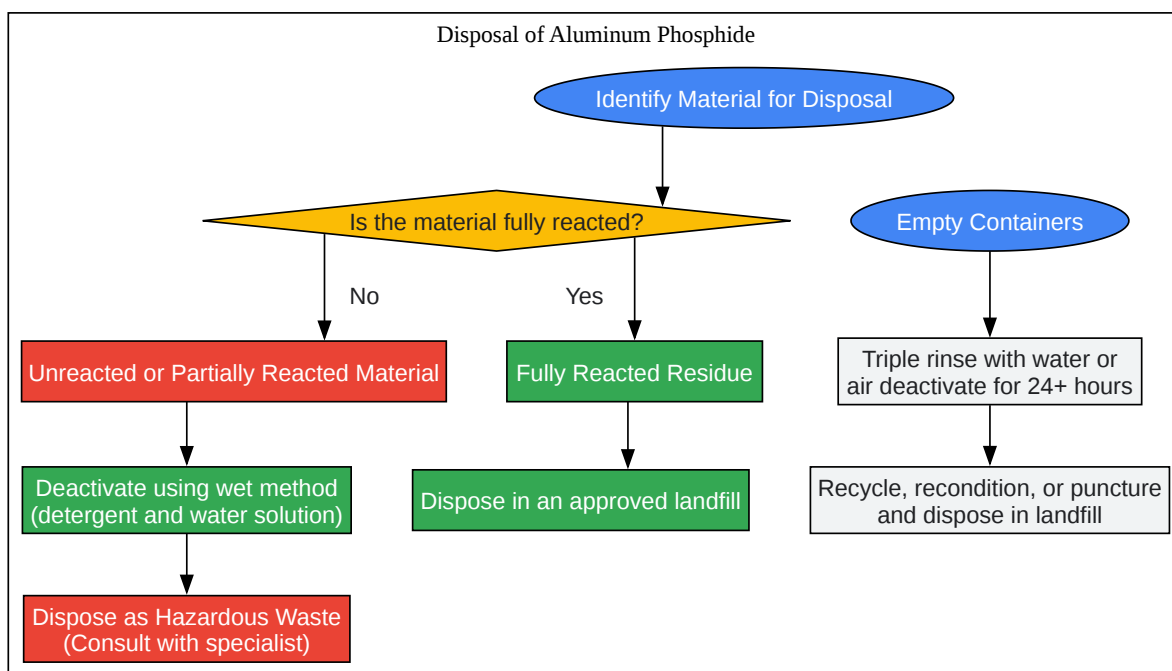 Disposal of Aluminum Phosphide
Identify Material for Disposal
Is the material fully reacted?
Empty Containers
No
Yes
Unreacted or Partially Reacted Material
Fully Reacted Residue
Triple rinse with water or
air deactivate for 24+ hours
Deactivate using wet method
(detergent and water solution)
Dispose in an approved landfill
Recycle, recondition, or puncture
and dispose in landfill
Dispose as Hazardous Waste
(Consult with specialist)